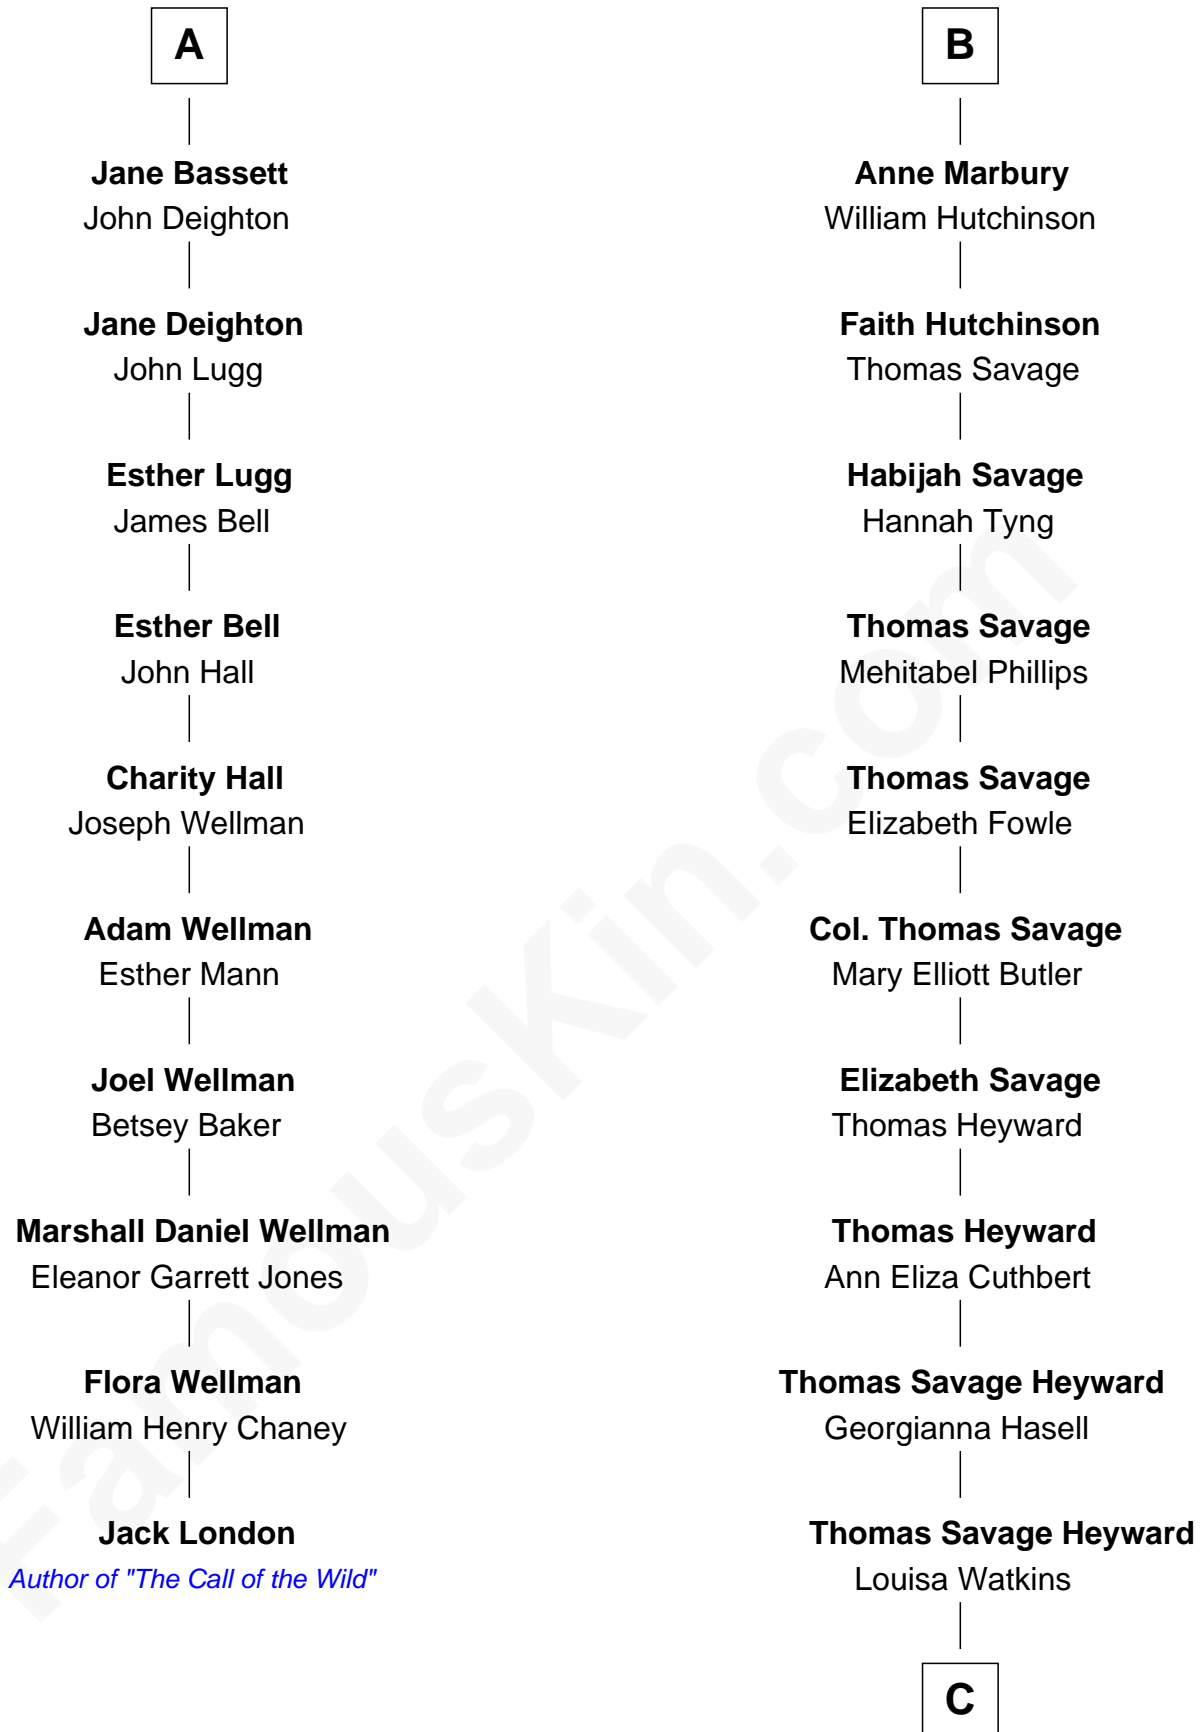 A
Jane Bassett
John Deighton
Jane Deighton
John Lugg
Esther Lugg
James Bell
Esther Bell
John Hall
Charity Hall
Joseph Wellman
Adam Wellman
Esther Mann
Joel Wellman
Betsey Baker
Marshall Daniel Wellman
Eleanor Garrett Jones
Flora Wellman
William Henry Chaney
Jack London
Author of "The Call of the Wild"
B
Anne Marbury
William Hutchinson
Faith Hutchinson
Thomas Savage
Habijah Savage
Hannah Tyng
Thomas Savage
Mehitabel Phillips
Thomas Savage
Elizabeth Fowle
Col. Thomas Savage
Mary Elliott Butler
Elizabeth Savage
Thomas Heyward
Thomas Heyward
Ann Eliza Cuthbert
Thomas Savage Heyward
Georgianna Hasell
Thomas Savage Heyward
Louisa Watkins
C
FamousKin.com